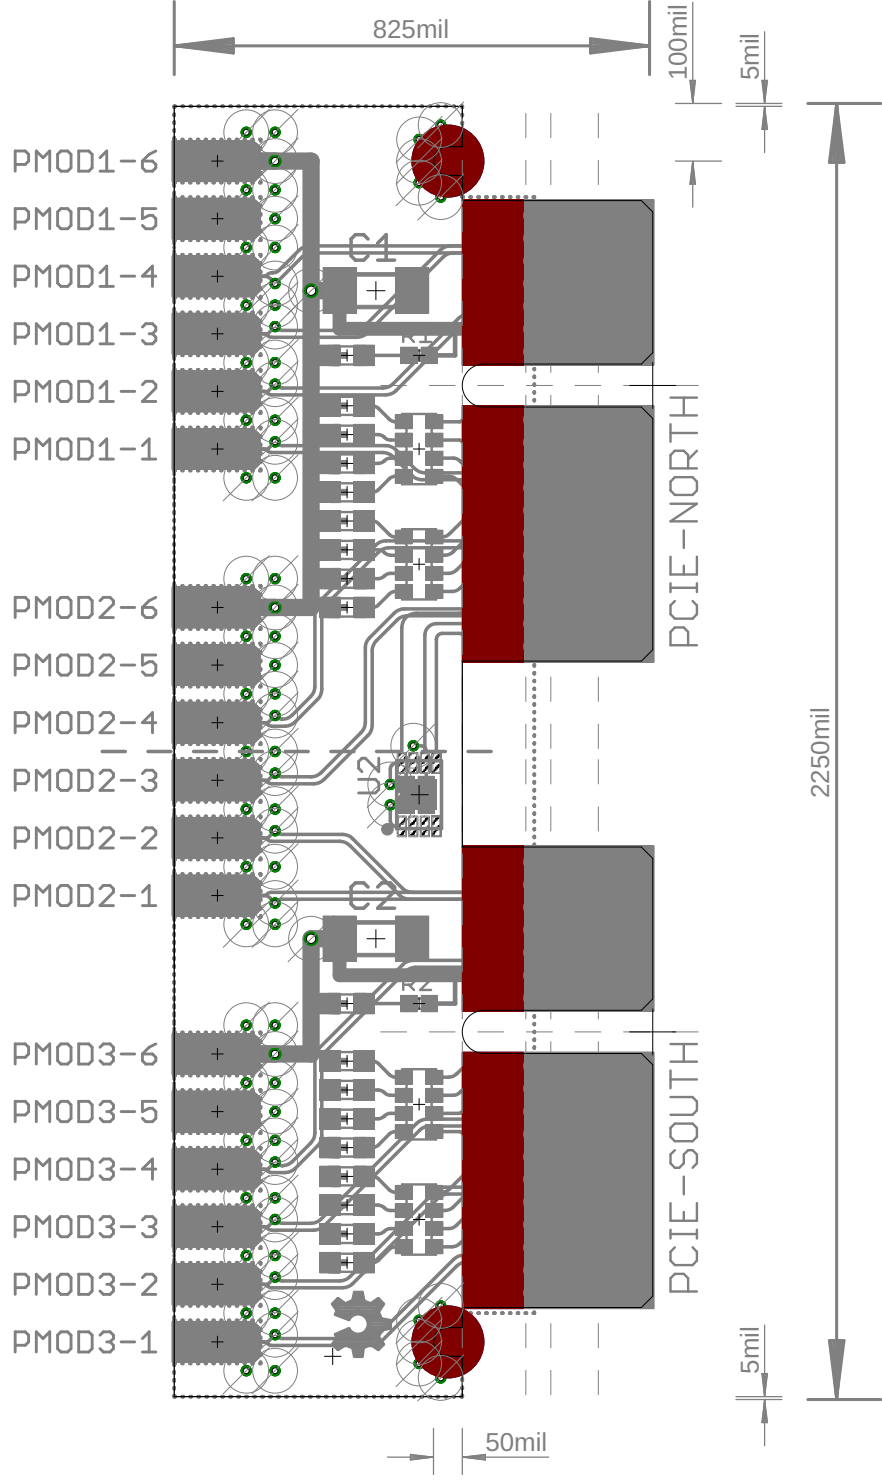 825mil
100mil
5mil
PMOD1-6
PMOD1-5
C1
PMOD1-4
PMOD1-3
R1
PMOD1-2
PMOD1-1
PCIE-NORTH
PMOD2-6
PMOD2-5
PMOD2-4
U2
2250mil
PMOD2-3
PMOD2-2
PMOD2-1
C2
R2
PMOD3-6
PMOD3-5
PCIE-SOUTH
PMOD3-4
PMOD3-3
PMOD3-2
PMOD3-1
5mil
50mil